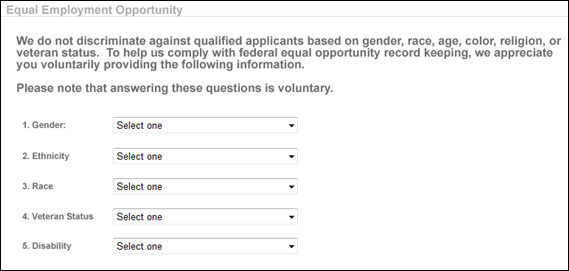 Equal Employment Opportunity
We do not discriminate against qualified applicants based on gender, race, age, color, religion, or
veteran status.  To help us comply with federal equal opportunity record keeping, we appreciate
you voluntarily providing the following information.
Please note that answering these questions is voluntary.
1. Gender: Select one
2. Ethnicity Select one
3. Race Select one
4. Veteran Status Select one
5. Disability Select one